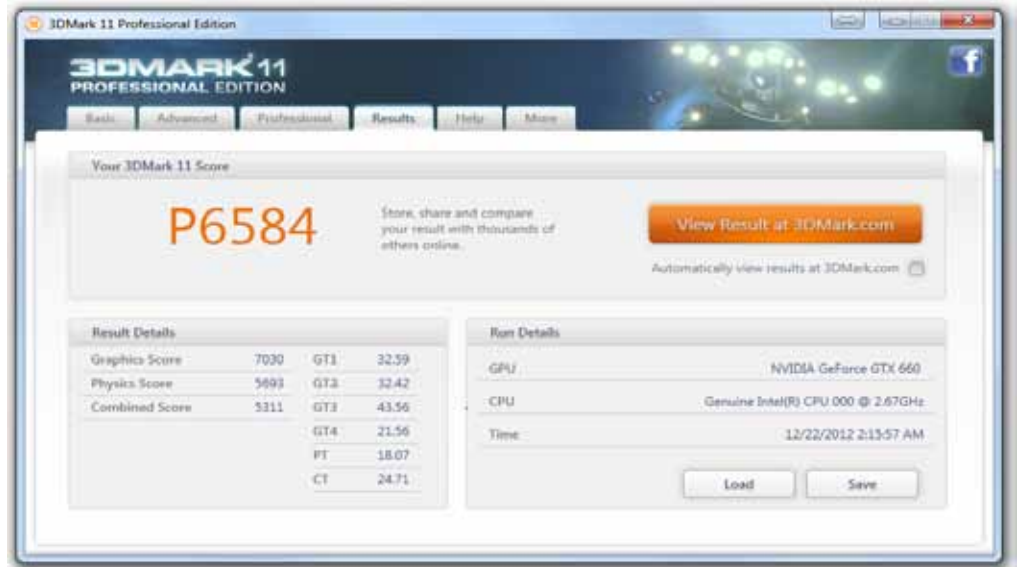 3DMark 11 Professional Edition
3DMARK 11
PROFESSIONAL EDITION
Basic Advanced Professional Results Help More
Your 3DMark 11 Score
P6584
Store, share and compare
your result with thousands of
others online.
View Result at 3DMark.com
Automatically view results at 3DMark.com
Result Details
Graphics Score 7030 GT1 32.59
Physics Score 5693 GT2 32.42
Combined Score 5311 GT3 43.56
GT4 21.56
PT 18.07
CT 24.71
Run Details
GPU NVIDIA GeForce GTX 660
CPU Genuine Intel(R) CPU 000 @ 2.67GHz
Time 12/22/2012 2:15:57 AM
Load Save